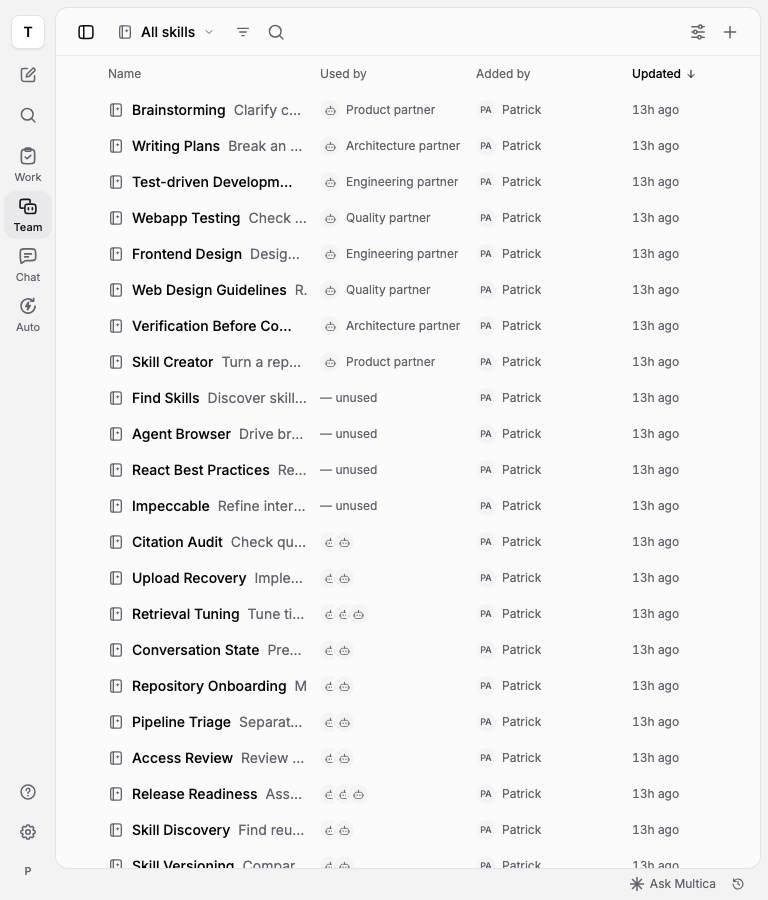 T
All skills
Name Used by Added by Updated
Brainstorming Clarify c... Product partner PA Patrick 13h ago
Writing Plans Break an ... Architecture partner PA Patrick 13h ago
Test-driven Developm... Engineering partner PA Patrick 13h ago
Webapp Testing Check ... Quality partner PA Patrick 13h ago
Frontend Design Desig... Engineering partner PA Patrick 13h ago
Web Design Guidelines R. Quality partner PA Patrick 13h ago
Verification Before Co... Architecture partner PA Patrick 13h ago
Skill Creator Turn a rep... Product partner PA Patrick 13h ago
Find Skills Discover skill... — unused PA Patrick 13h ago
Agent Browser Drive br... — unused PA Patrick 13h ago
React Best Practices Re... — unused PA Patrick 13h ago
Impeccable Refine inter... — unused PA Patrick 13h ago
Citation Audit Check qu... PA Patrick 13h ago
Upload Recovery Imple... PA Patrick 13h ago
Retrieval Tuning Tune ti... PA Patrick 13h ago
Conversation State Pre... PA Patrick 13h ago
Repository Onboarding M PA Patrick 13h ago
Pipeline Triage Separat... PA Patrick 13h ago
Access Review Review ... PA Patrick 13h ago
Release Readiness Ass... PA Patrick 13h ago
Skill Discovery Find reu... PA Patrick 13h ago
Skill Versioning Compar... PA Patrick 13h ago
Work
Team
Chat
Auto
P
Ask Multica